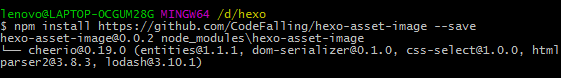 lenovo@LAPTOP-OCGUM28G MINGW64 /d/hexo
$ npm install https://github.com/CodeFalling/hexo-asset-image --save
hexo-asset-image@0.0.2 node_modules\hexo-asset-image
└── cheerio@0.19.0 (entities@1.1.1, dom-serializer@0.1.0, css-select@1.0.0, html
parser2@3.8.3, lodash@3.10.1)